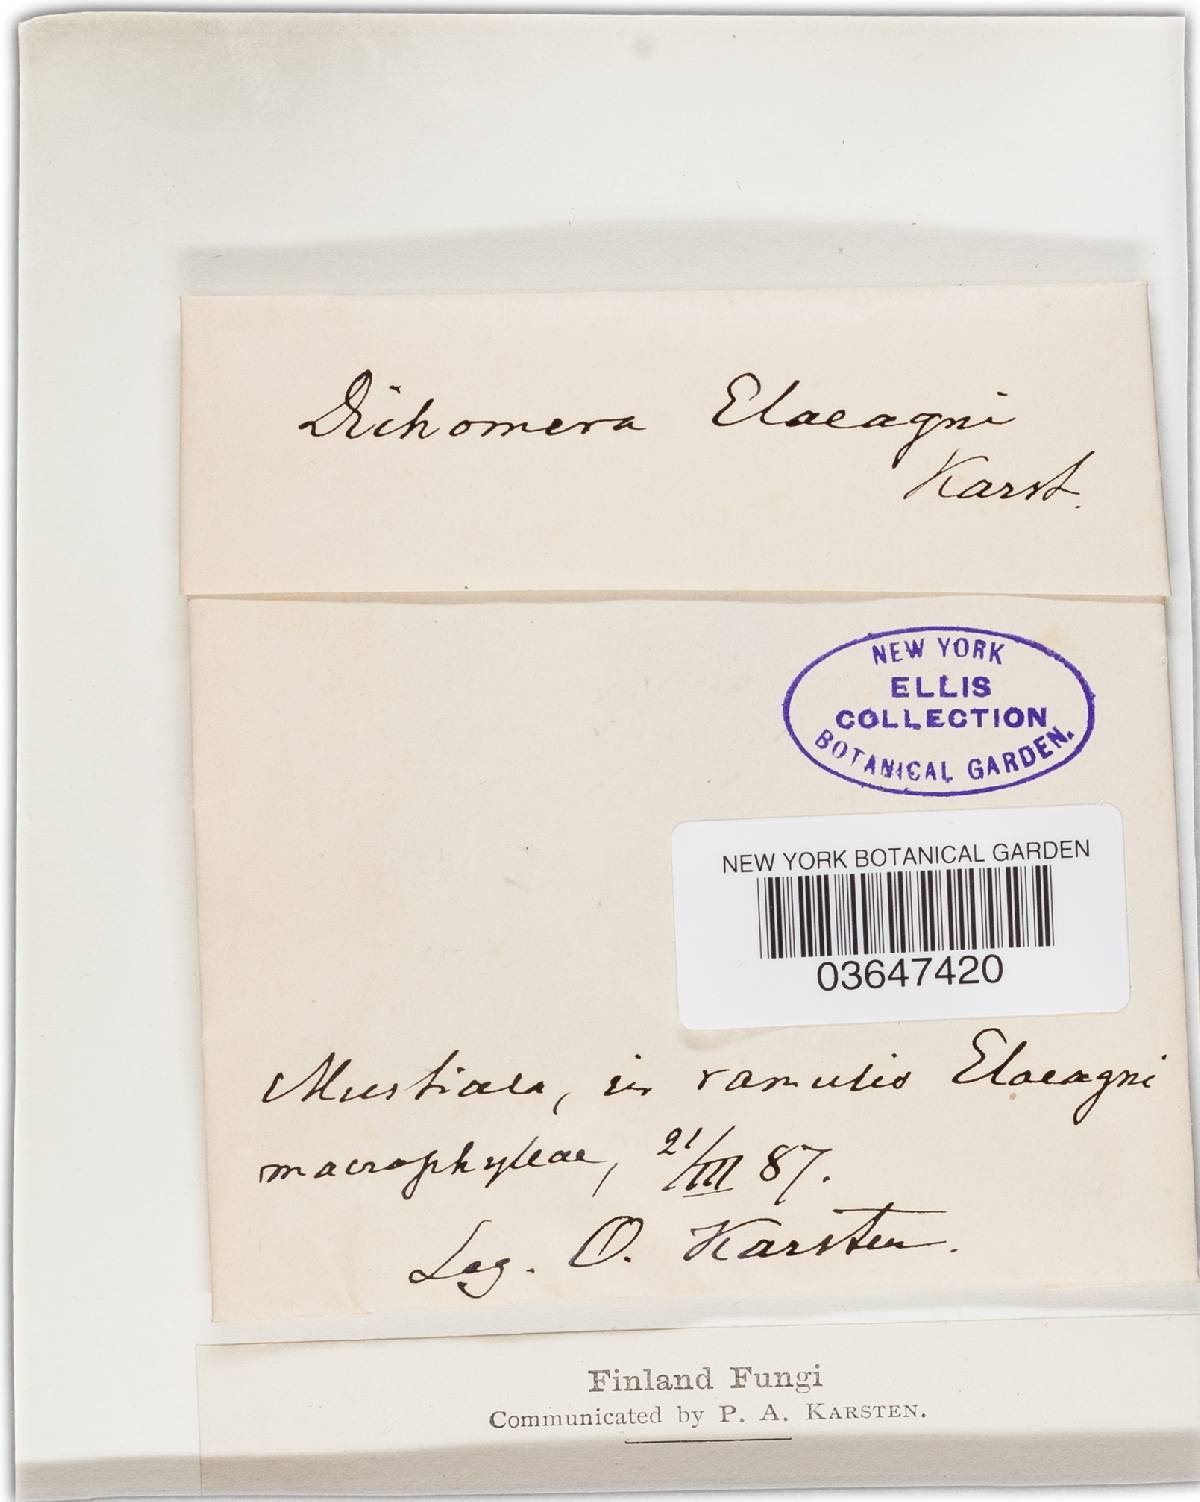 Dichomera Elaeagni
Karst.
NEW YORK
ELLIS
COLLECTION
BOTANICAL GARDEN.
NEW YORK BOTANICAL GARDEN
03647420
Mustiala, in ramulis Elaeagni
macrophyllae, 21/III 87.
Leg. O. Karsten.
Finland Fungi
Communicated by P. A. KARSTEN.